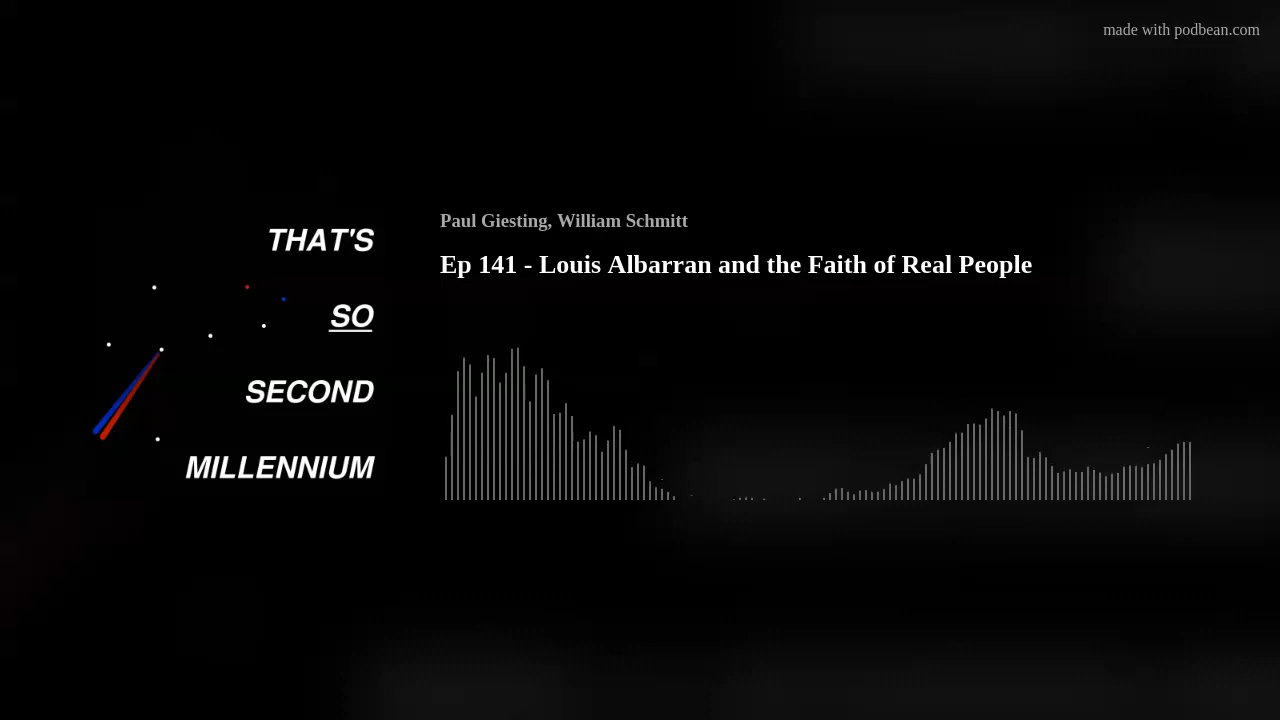 made with podbean.com
THAT'S
SO
SECOND
MILLENNIUM
Paul Giesting, William Schmitt
Ep 141 - Louis Albarran and the Faith of Real People